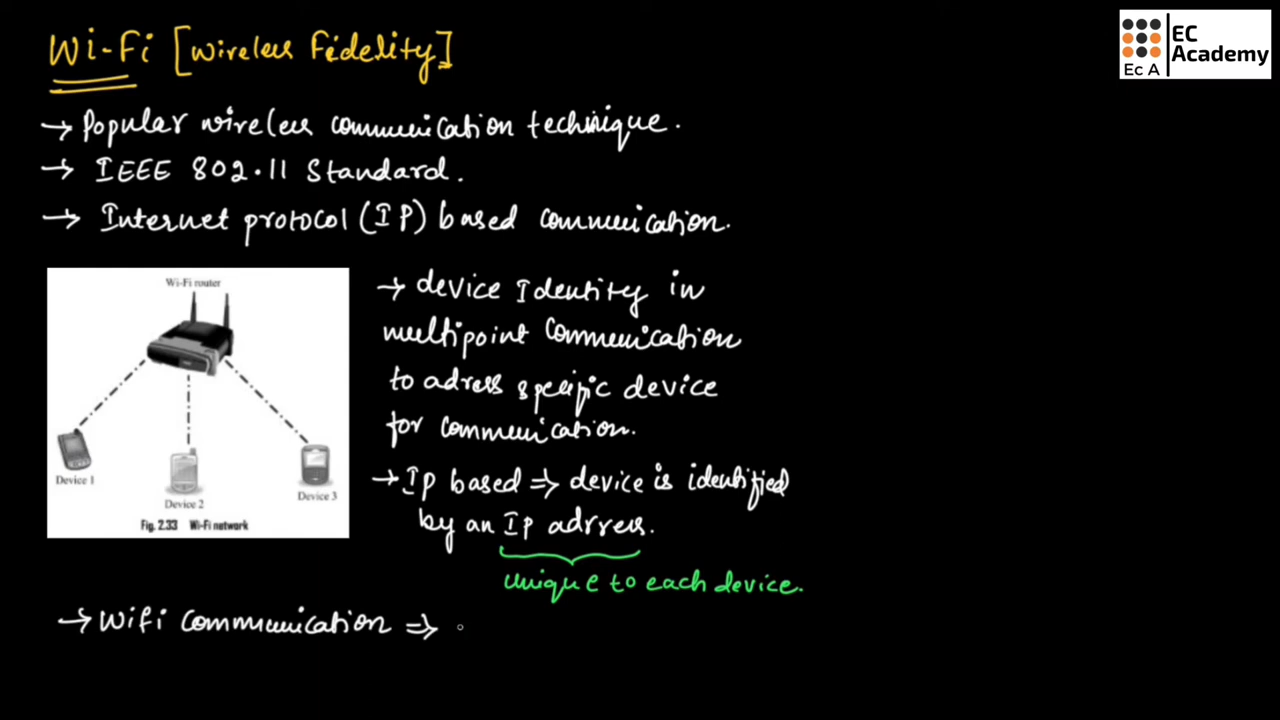 Wi-Fi [Wireless Fidelity]
EC
Academy
Ec A
→ Popular wireless communication technique.
→ IEEE 802.11 Standard.
→ Internet protocol (IP) based communication.
Wi-Fi router
Device 1
Device 2
Device 3
Fig. 2.33 Wi-Fi network
→ device Identity in
multipoint communication
to adress specific device
for communication.
→ Ip based ⇒ device is identified
by an Ip adrress.
unique to each device.
→ Wifi communication ⇒